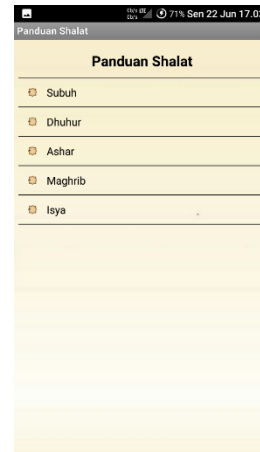 71% Sen 22 Jun 17.0
Panduan Shalat
Panduan Shalat
Subuh
Dhuhur
Ashar
Maghrib
Isya